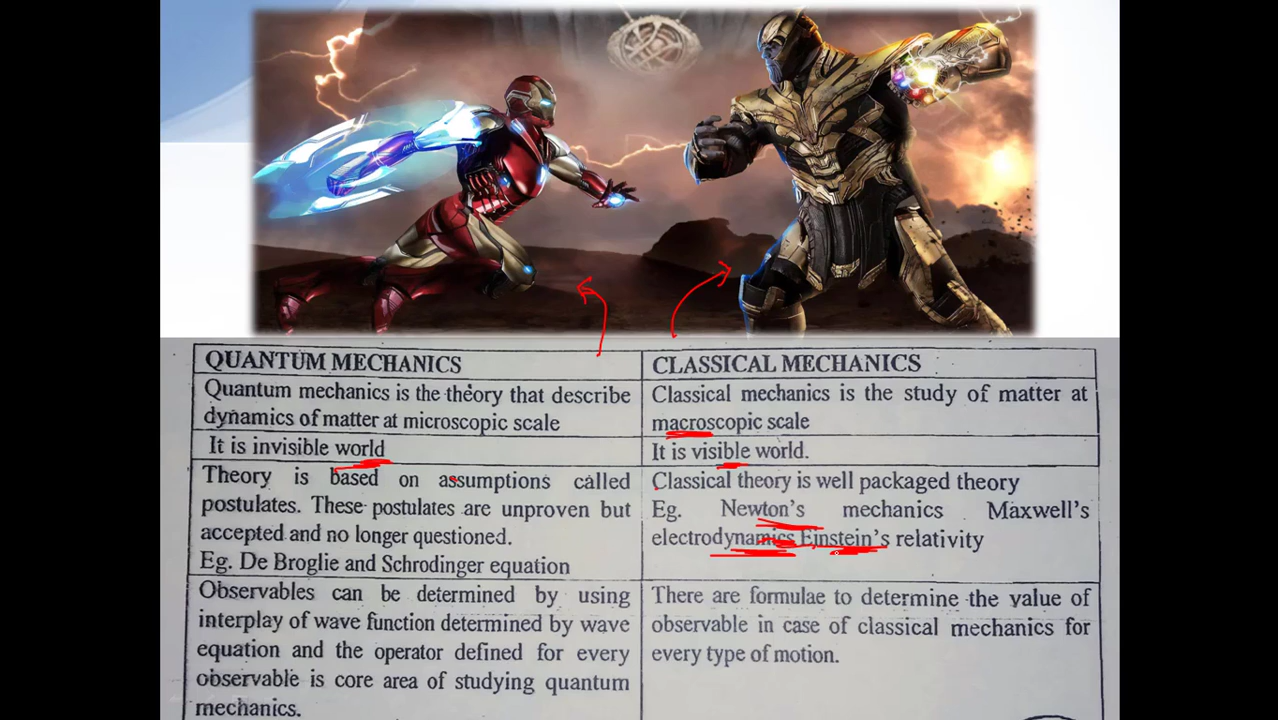 QUANTUM MECHANICS
Quantum mechanics is the theory that describe
dynamics of matter at microscopic scale
It is invisible world
Theory is based on assumptions called
postulates. These postulates are unproven but
accepted and no longer questioned.
Eg. De Broglie and Schrodinger equation
Observables can be determined by using
interplay of wave function determined by wave
equation and the operator defined for every
observable is core area of studying quantum
mechanics.
CLASSICAL MECHANICS
Classical mechanics is the study of matter at
macroscopic scale
It is visible world.
Classical theory is well packaged theory
Eg. Newton's mechanics Maxwell's
electrodynamics Einstein's relativity
There are formulae to determine the value of
observable in case of classical mechanics for
every type of motion.